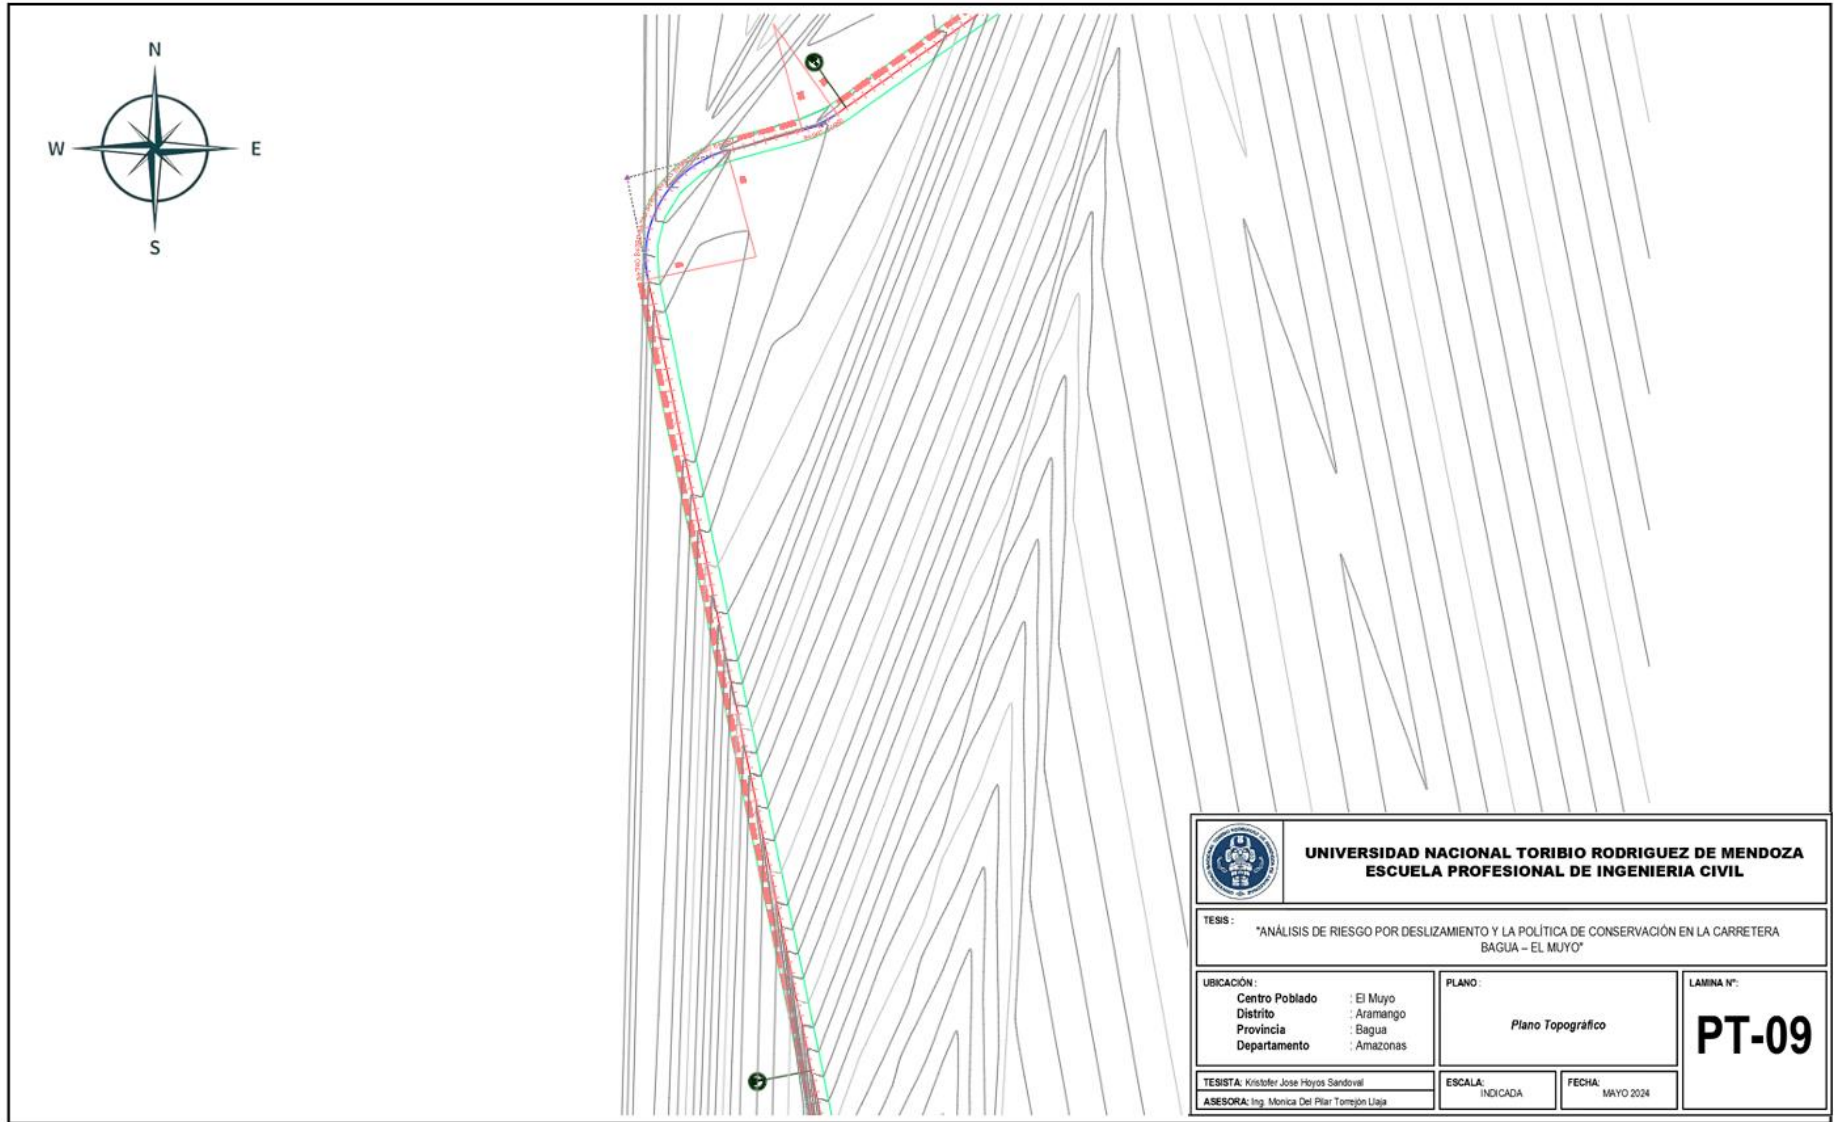 N
W
E
S
UNIVERSIDAD NACIONAL TORIBIO RODRIGUEZ DE MENDOZA
ESCUELA PROFESIONAL DE INGENIERIA CIVIL
TESIS :
"ANÁLISIS DE RIESGO POR DESLIZAMIENTO Y LA POLÍTICA DE CONSERVACIÓN EN LA CARRETERA
BAGUA – EL MUYO"
UBICACIÓN :
Centro Poblado : El Muyo
Distrito : Aramango
Provincia : Bagua
Departamento : Amazonas
PLANO :
Plano Topográfico
LAMINA N°:
PT-09
TESISTA: Kristofer Jose Hoyos Sandoval
ASESORA: Ing. Monica Del Pilar Torrejón Llaja
ESCALA:
INDICADA
FECHA:
MAYO 2024